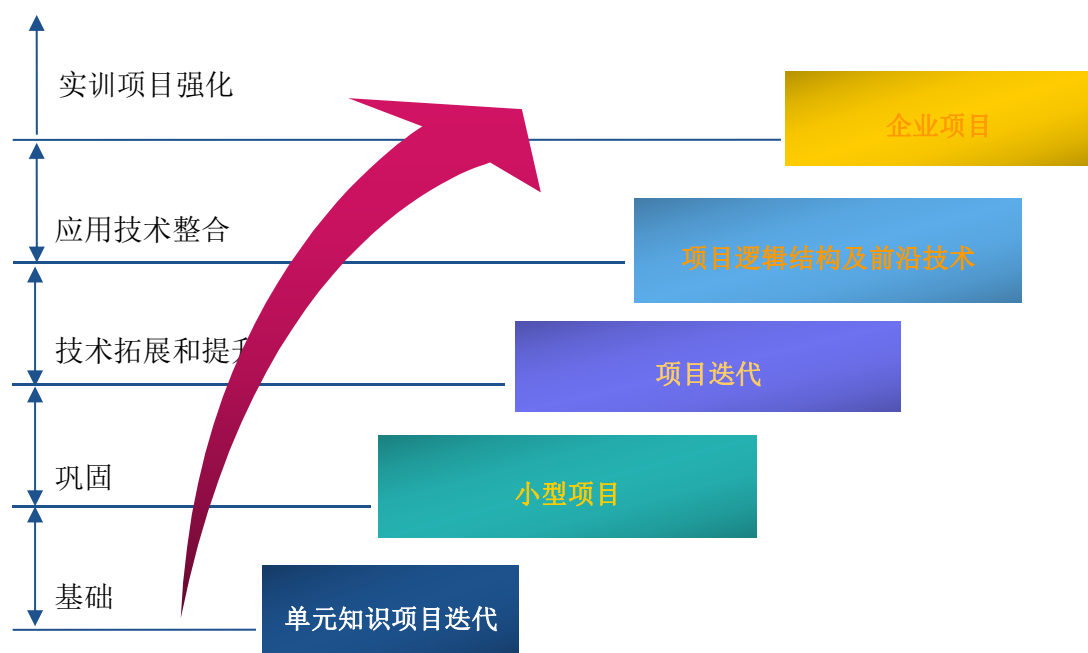 实训项目强化
企业项目
应用技术整合
项目逻辑结构及前沿技术
技术拓展和提升
项目迭代
巩固
小型项目
基础
单元知识项目迭代